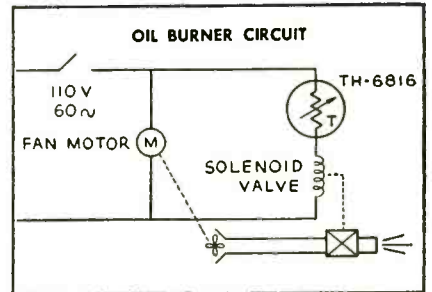 OIL BURNER CIRCUIT
110 V
60~
FAN MOTOR
M
TH-6816
T
SOLENOID
VALVE